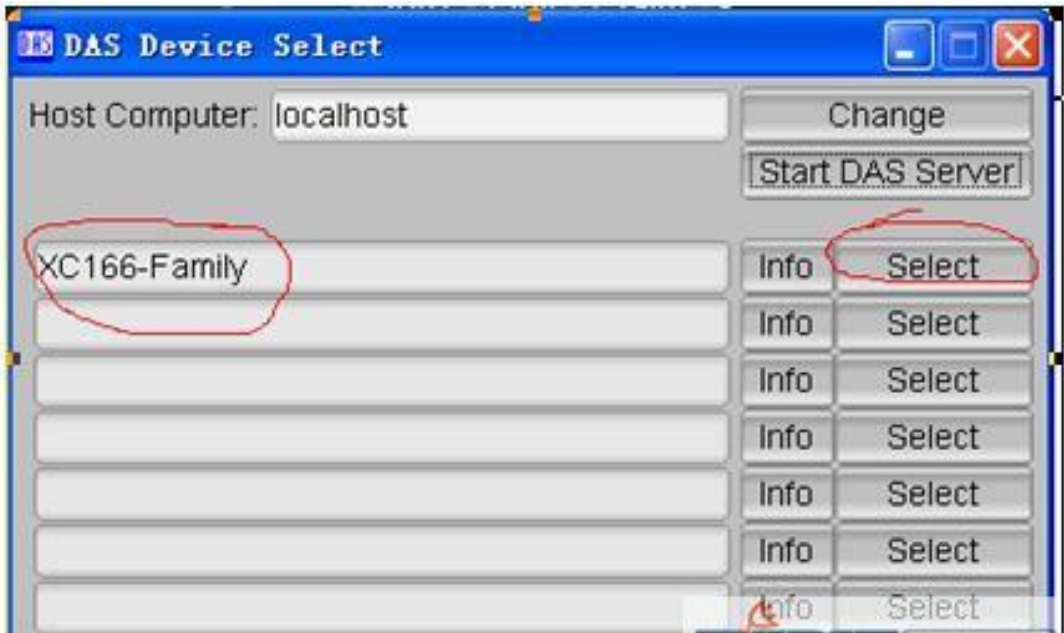 DAS DAS Device Select
Host Computer: localhost Change
Start DAS Server
XC166-Family Info Select
Info Select
Info Select
Info Select
Info Select
Info Select
Info Select